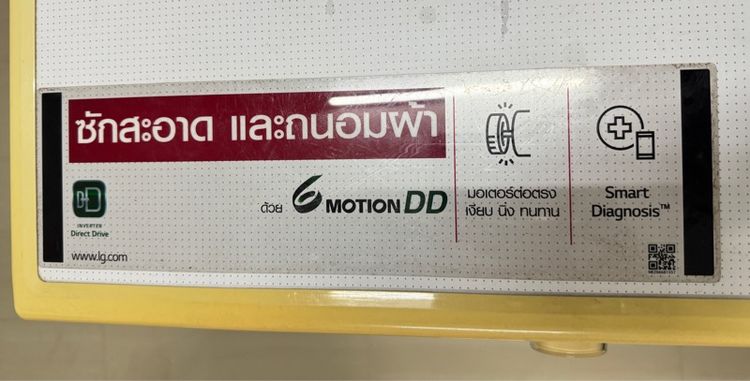 ซักสะอาด และถนอมผ้า
ด้วย 6 MOTION DD
INVERTER
Direct Drive
www.lg.com
มอเตอร์ต่อตรง
เงียบ นิ่ง ทนทาน
Smart
Diagnosis™